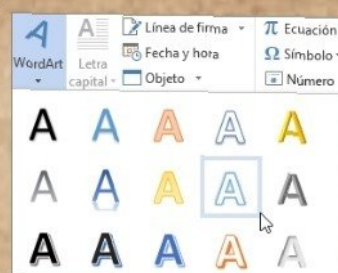 A A Línea de firma π Ecuación
Fecha y hora Ω Símbolo
WordArt Letra capital Objeto # Número
A A A A A
A A A A A
A A A A A